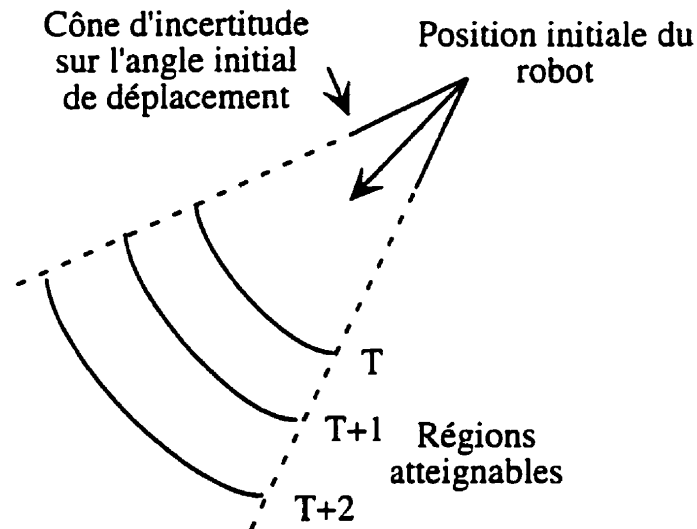 Cône d'incertitude
sur l'angle initial
de déplacement
Position initiale du
robot
T
T+1
Régions
atteignables
T+2